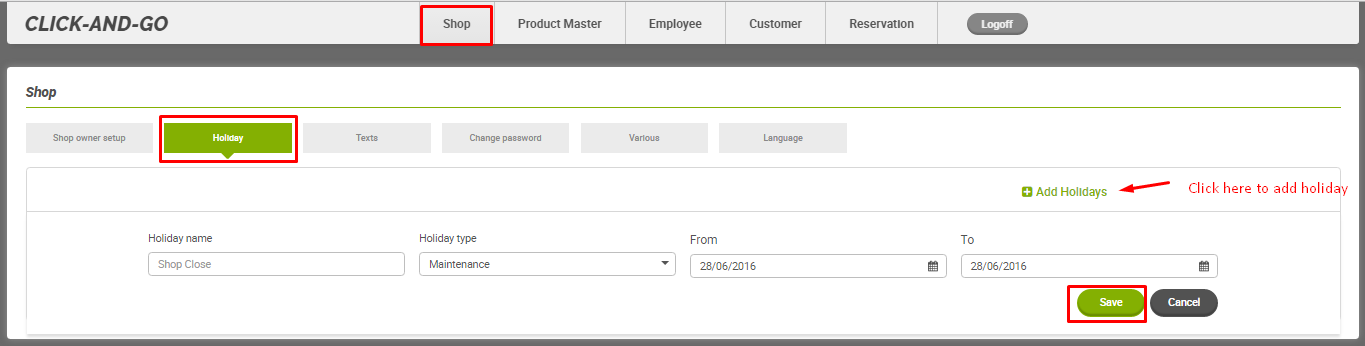 CLICK-AND-GO Shop Product Master Employee Customer Reservation Logoff
Shop
Shop owner setup Holiday Texts Change password Various Language
Add Holidays Click here to add holiday
Holiday name Holiday type From To
Shop Close Maintenance 28/06/2016 28/06/2016
Save Cancel